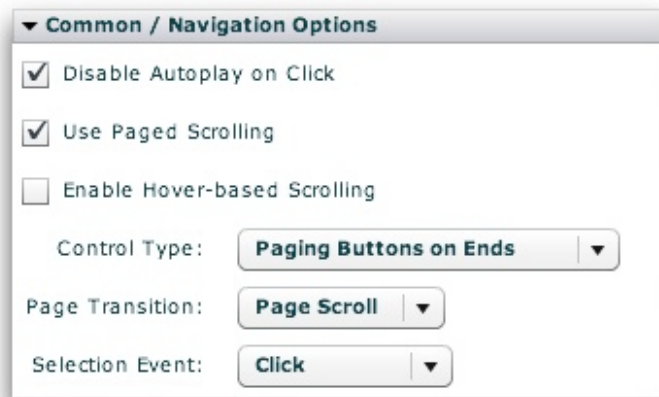 Common / Navigation Options
Disable Autoplay on Click
Use Paged Scrolling
Enable Hover-based Scrolling
Control Type: Paging Buttons on Ends
Page Transition: Page Scroll
Selection Event: Click